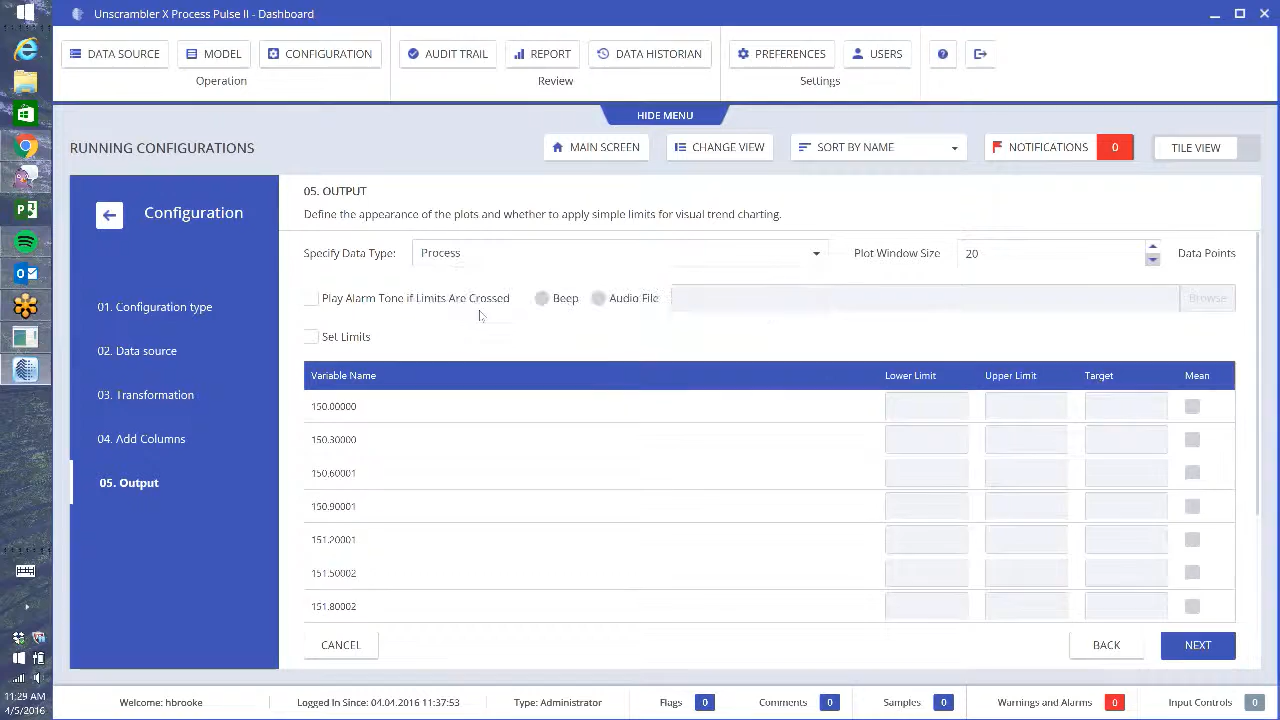 Unscrambler X Process Pulse II - Dashboard
DATA SOURCE MODEL CONFIGURATION AUDIT TRAIL REPORT DATA HISTORIAN PREFERENCES USERS ?
Operation Review Settings
HIDE MENU
RUNNING CONFIGURATIONS MAIN SCREEN CHANGE VIEW SORT BY NAME NOTIFICATIONS 0 TILE VIEW
Configuration
01. Configuration type
02. Data source
03. Transformation
04. Add Columns
05. Output
05. OUTPUT
Define the appearance of the plots and whether to apply simple limits for visual trend charting.
Specify Data Type: Process Plot Window Size 20 Data Points
Play Alarm Tone if Limits Are Crossed Beep Audio File Browse
Set Limits
Variable Name Lower Limit Upper Limit Target Mean
150.00000
150.30000
150.60001
150.90001
151.20001
151.50002
151.80002
CANCEL BACK NEXT
Welcome: hbrooke Logged In Since: 04.04.2016 11:37:53 Type: Administrator Flags 0 Comments 0 Samples 0 Warnings and Alarms 0 Input Controls 0
11:29 AM
4/5/2016